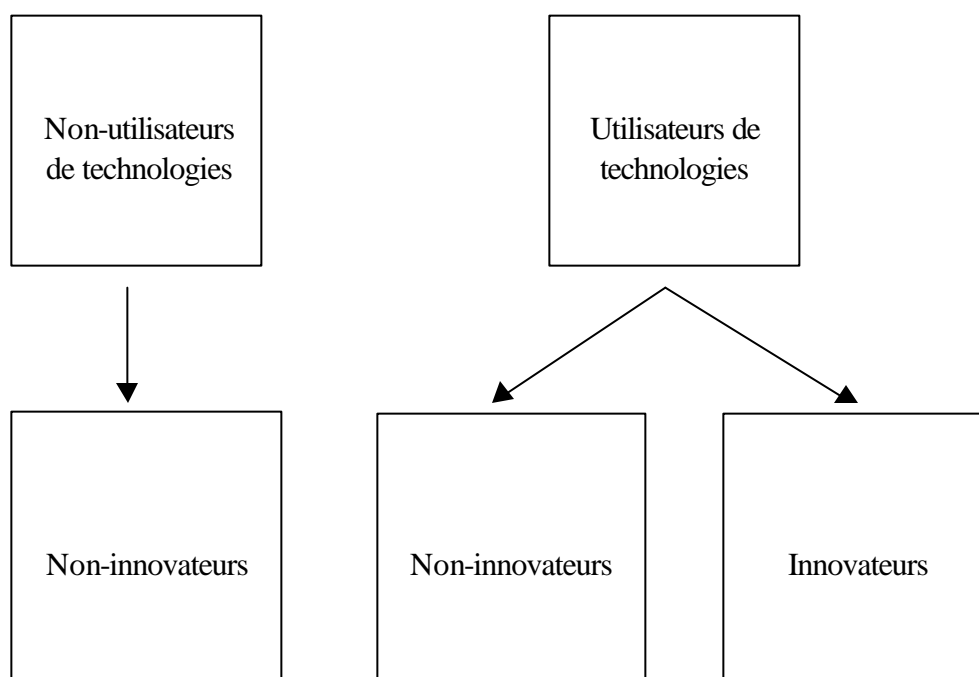 Non-utilisateurs
de technologies
Utilisateurs de
technologies
Non-innovateurs
Non-innovateurs
Innovateurs